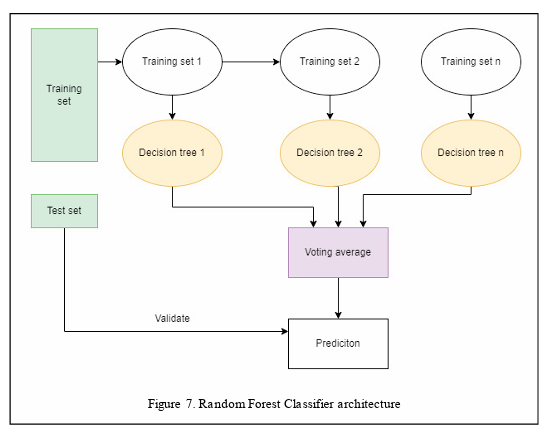 Training set 1
Training set 2
Training set n
Training
set
Decision tree 1
Decision tree 2
Decision tree n
Test set
Voting average
Validate
Prediciton
Figure 7. Random Forest Classifier architecture